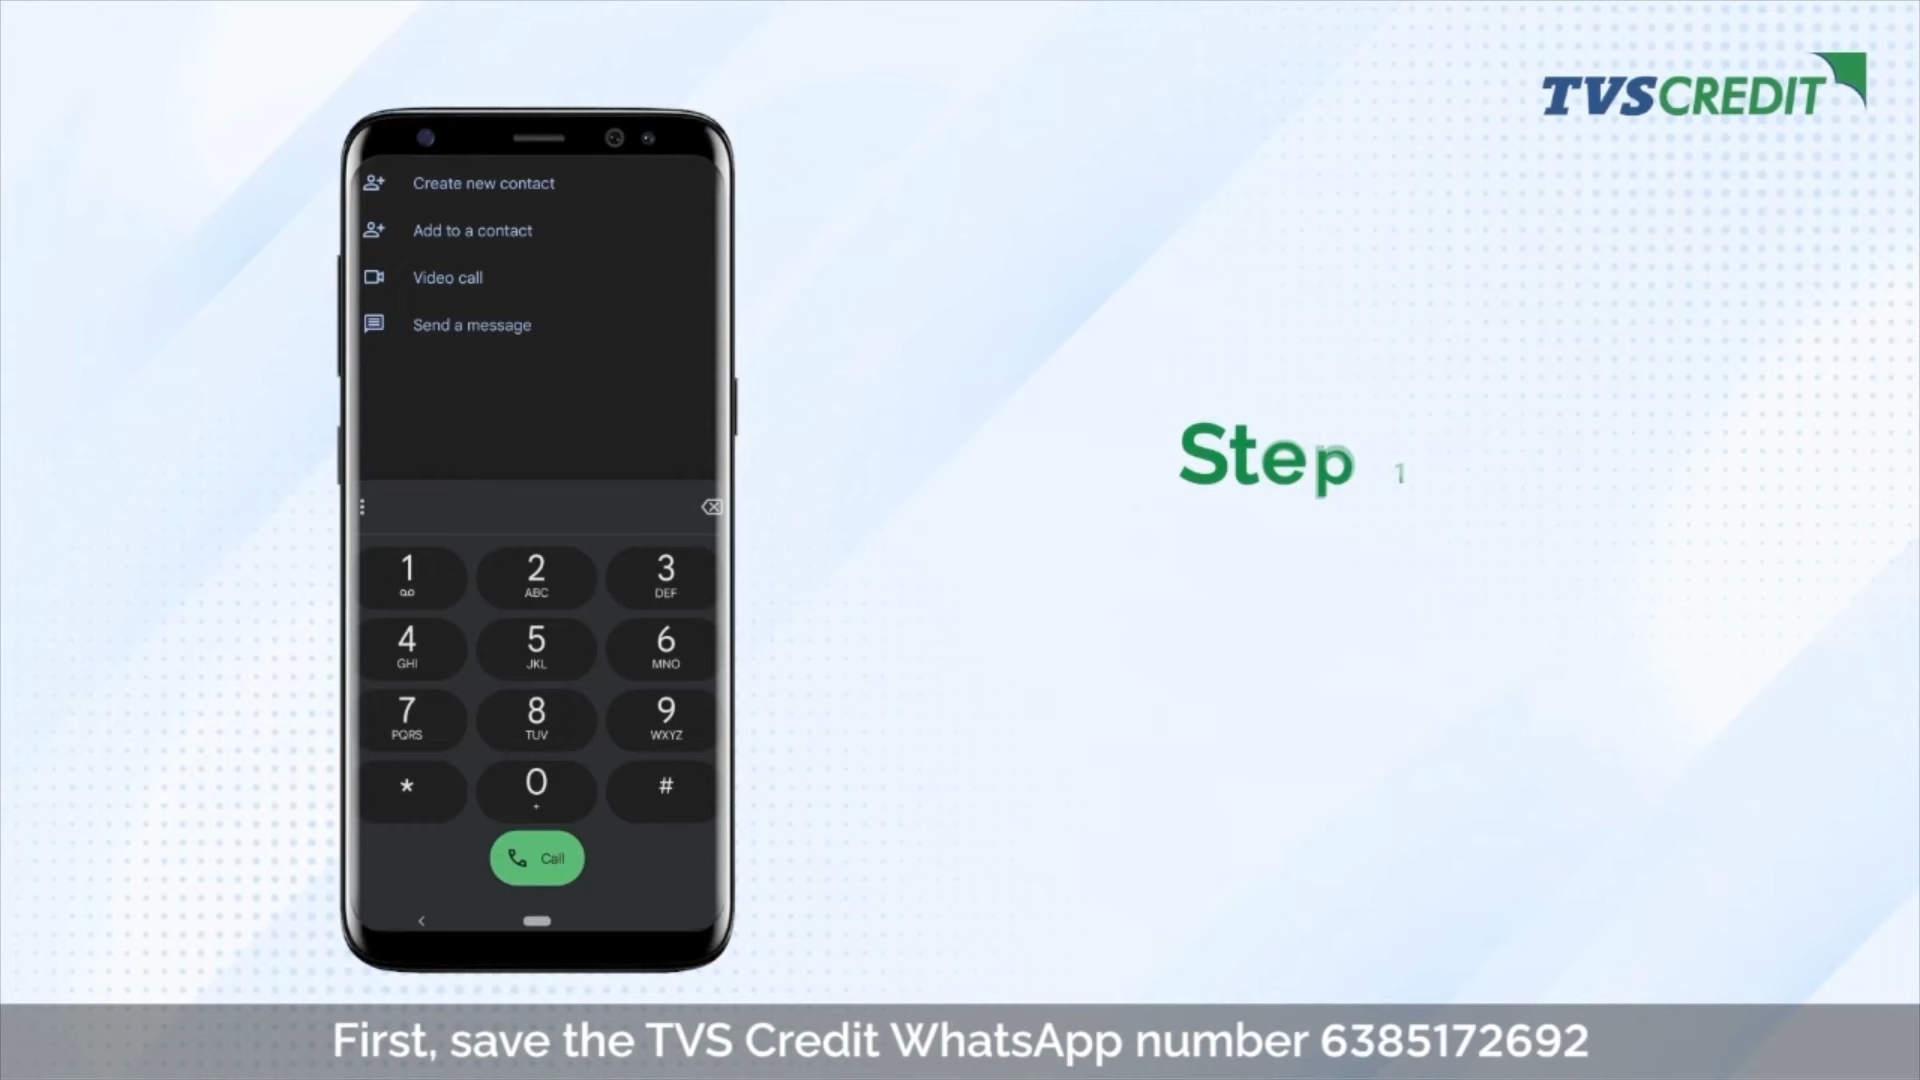 TVS CREDIT
Create new contact
Add to a contact
Video call
Send a message
Step 1
1 2 3
ABC DEF
4 5 6
GHI JKL MNO
7 8 9
PQRS TUV WXYZ
* 0 #
+
Call
First, save the TVS Credit WhatsApp number 6385172692